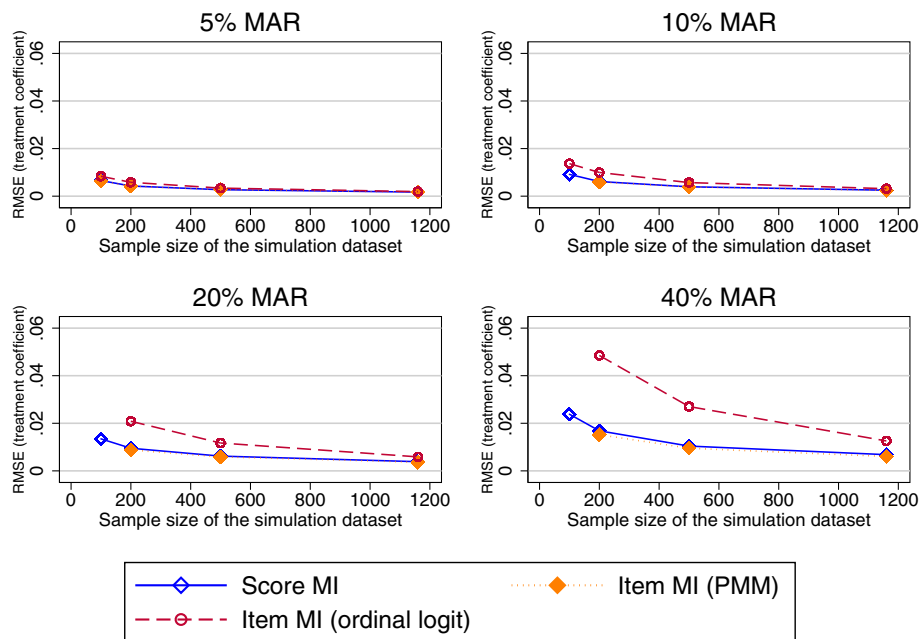 5% MAR
RMSE (treatment coefficient)
0 .02 .04 .06
0 200 400 600 800 1000 1200
Sample size of the simulation dataset
10% MAR
RMSE (treatment coefficient)
0 .02 .04 .06
0 200 400 600 800 1000 1200
Sample size of the simulation dataset
20% MAR
RMSE (treatment coefficient)
0 .02 .04 .06
0 200 400 600 800 1000 1200
Sample size of the simulation dataset
40% MAR
RMSE (treatment coefficient)
0 .02 .04 .06
0 200 400 600 800 1000 1200
Sample size of the simulation dataset
Score MI
Item MI (PMM)
Item MI (ordinal logit)